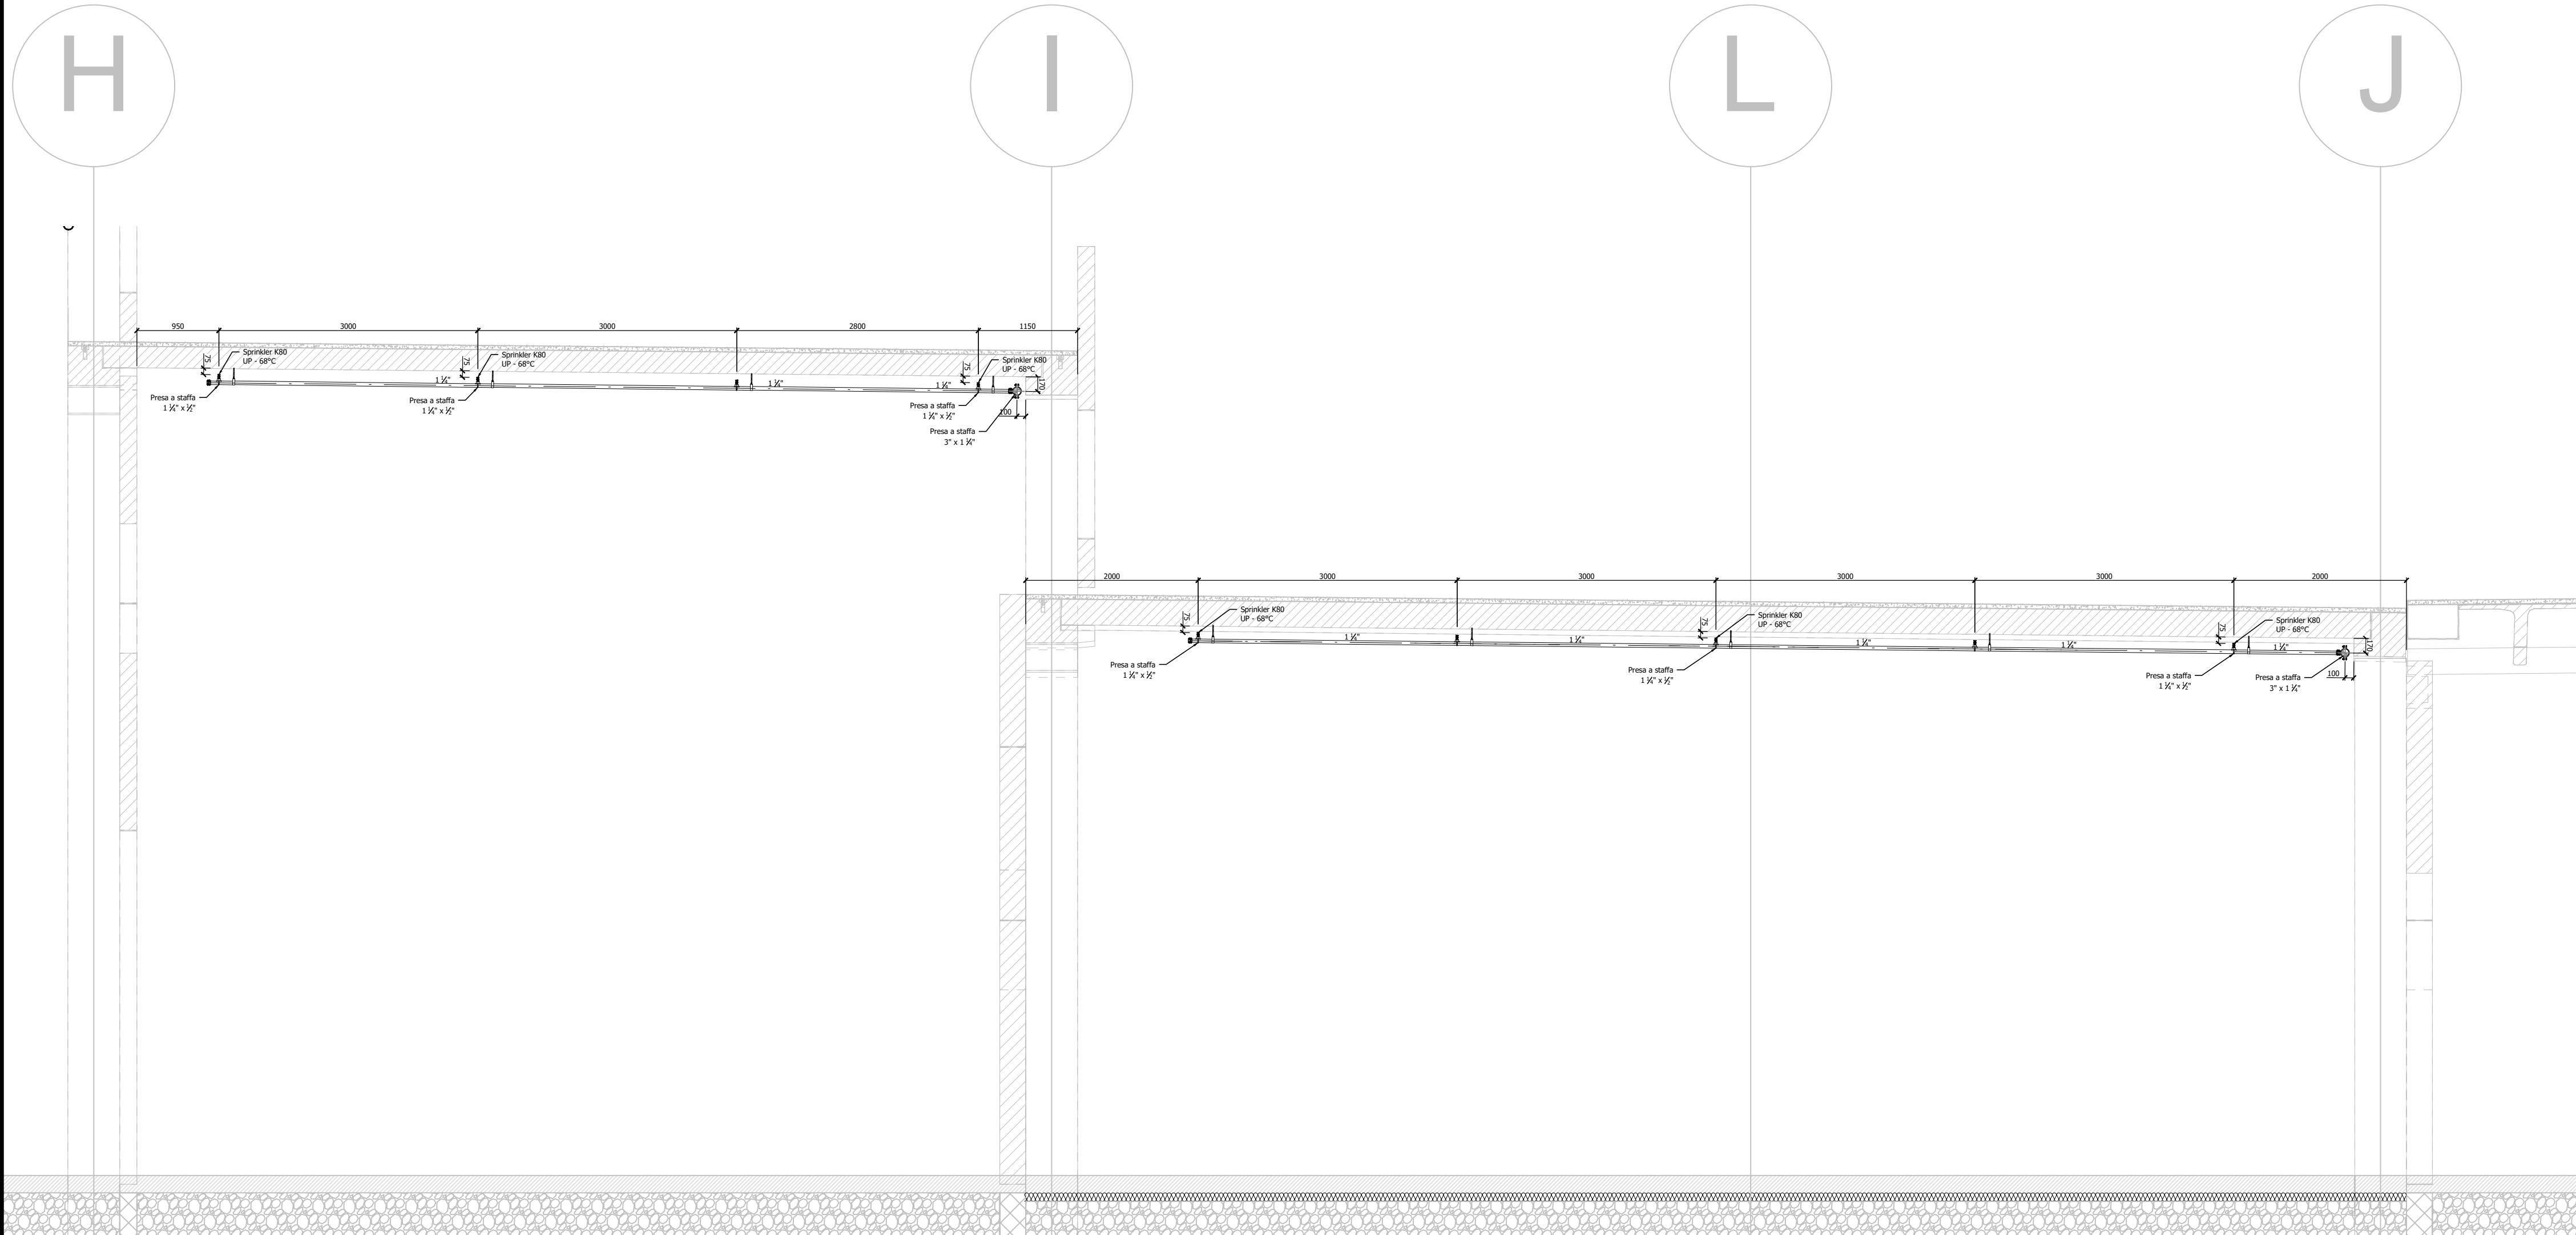 H
I
L
J
950
3000
3000
2800
1150
75
Sprinkler K80
UP - 68°C
75
Sprinkler K80
UP - 68°C
75
Sprinkler K80
UP - 68°C
170
1 ¼"
1 ¼"
1 ¼"
Presa a staffa
1 ¼" x ½"
Presa a staffa
1 ¼" x ½"
Presa a staffa
1 ¼" x ½"
100
Presa a staffa
3" x 1 ¼"
2000
3000
3000
3000
3000
2000
75
Sprinkler K80
UP - 68°C
75
Sprinkler K80
UP - 68°C
75
Sprinkler K80
UP - 68°C
170
1 ¼"
1 ¼"
1 ¼"
1 ¼"
1 ¼"
Presa a staffa
1 ¼" x ½"
Presa a staffa
1 ¼" x ½"
Presa a staffa
1 ¼" x ½"
Presa a staffa
3" x 1 ¼"
100